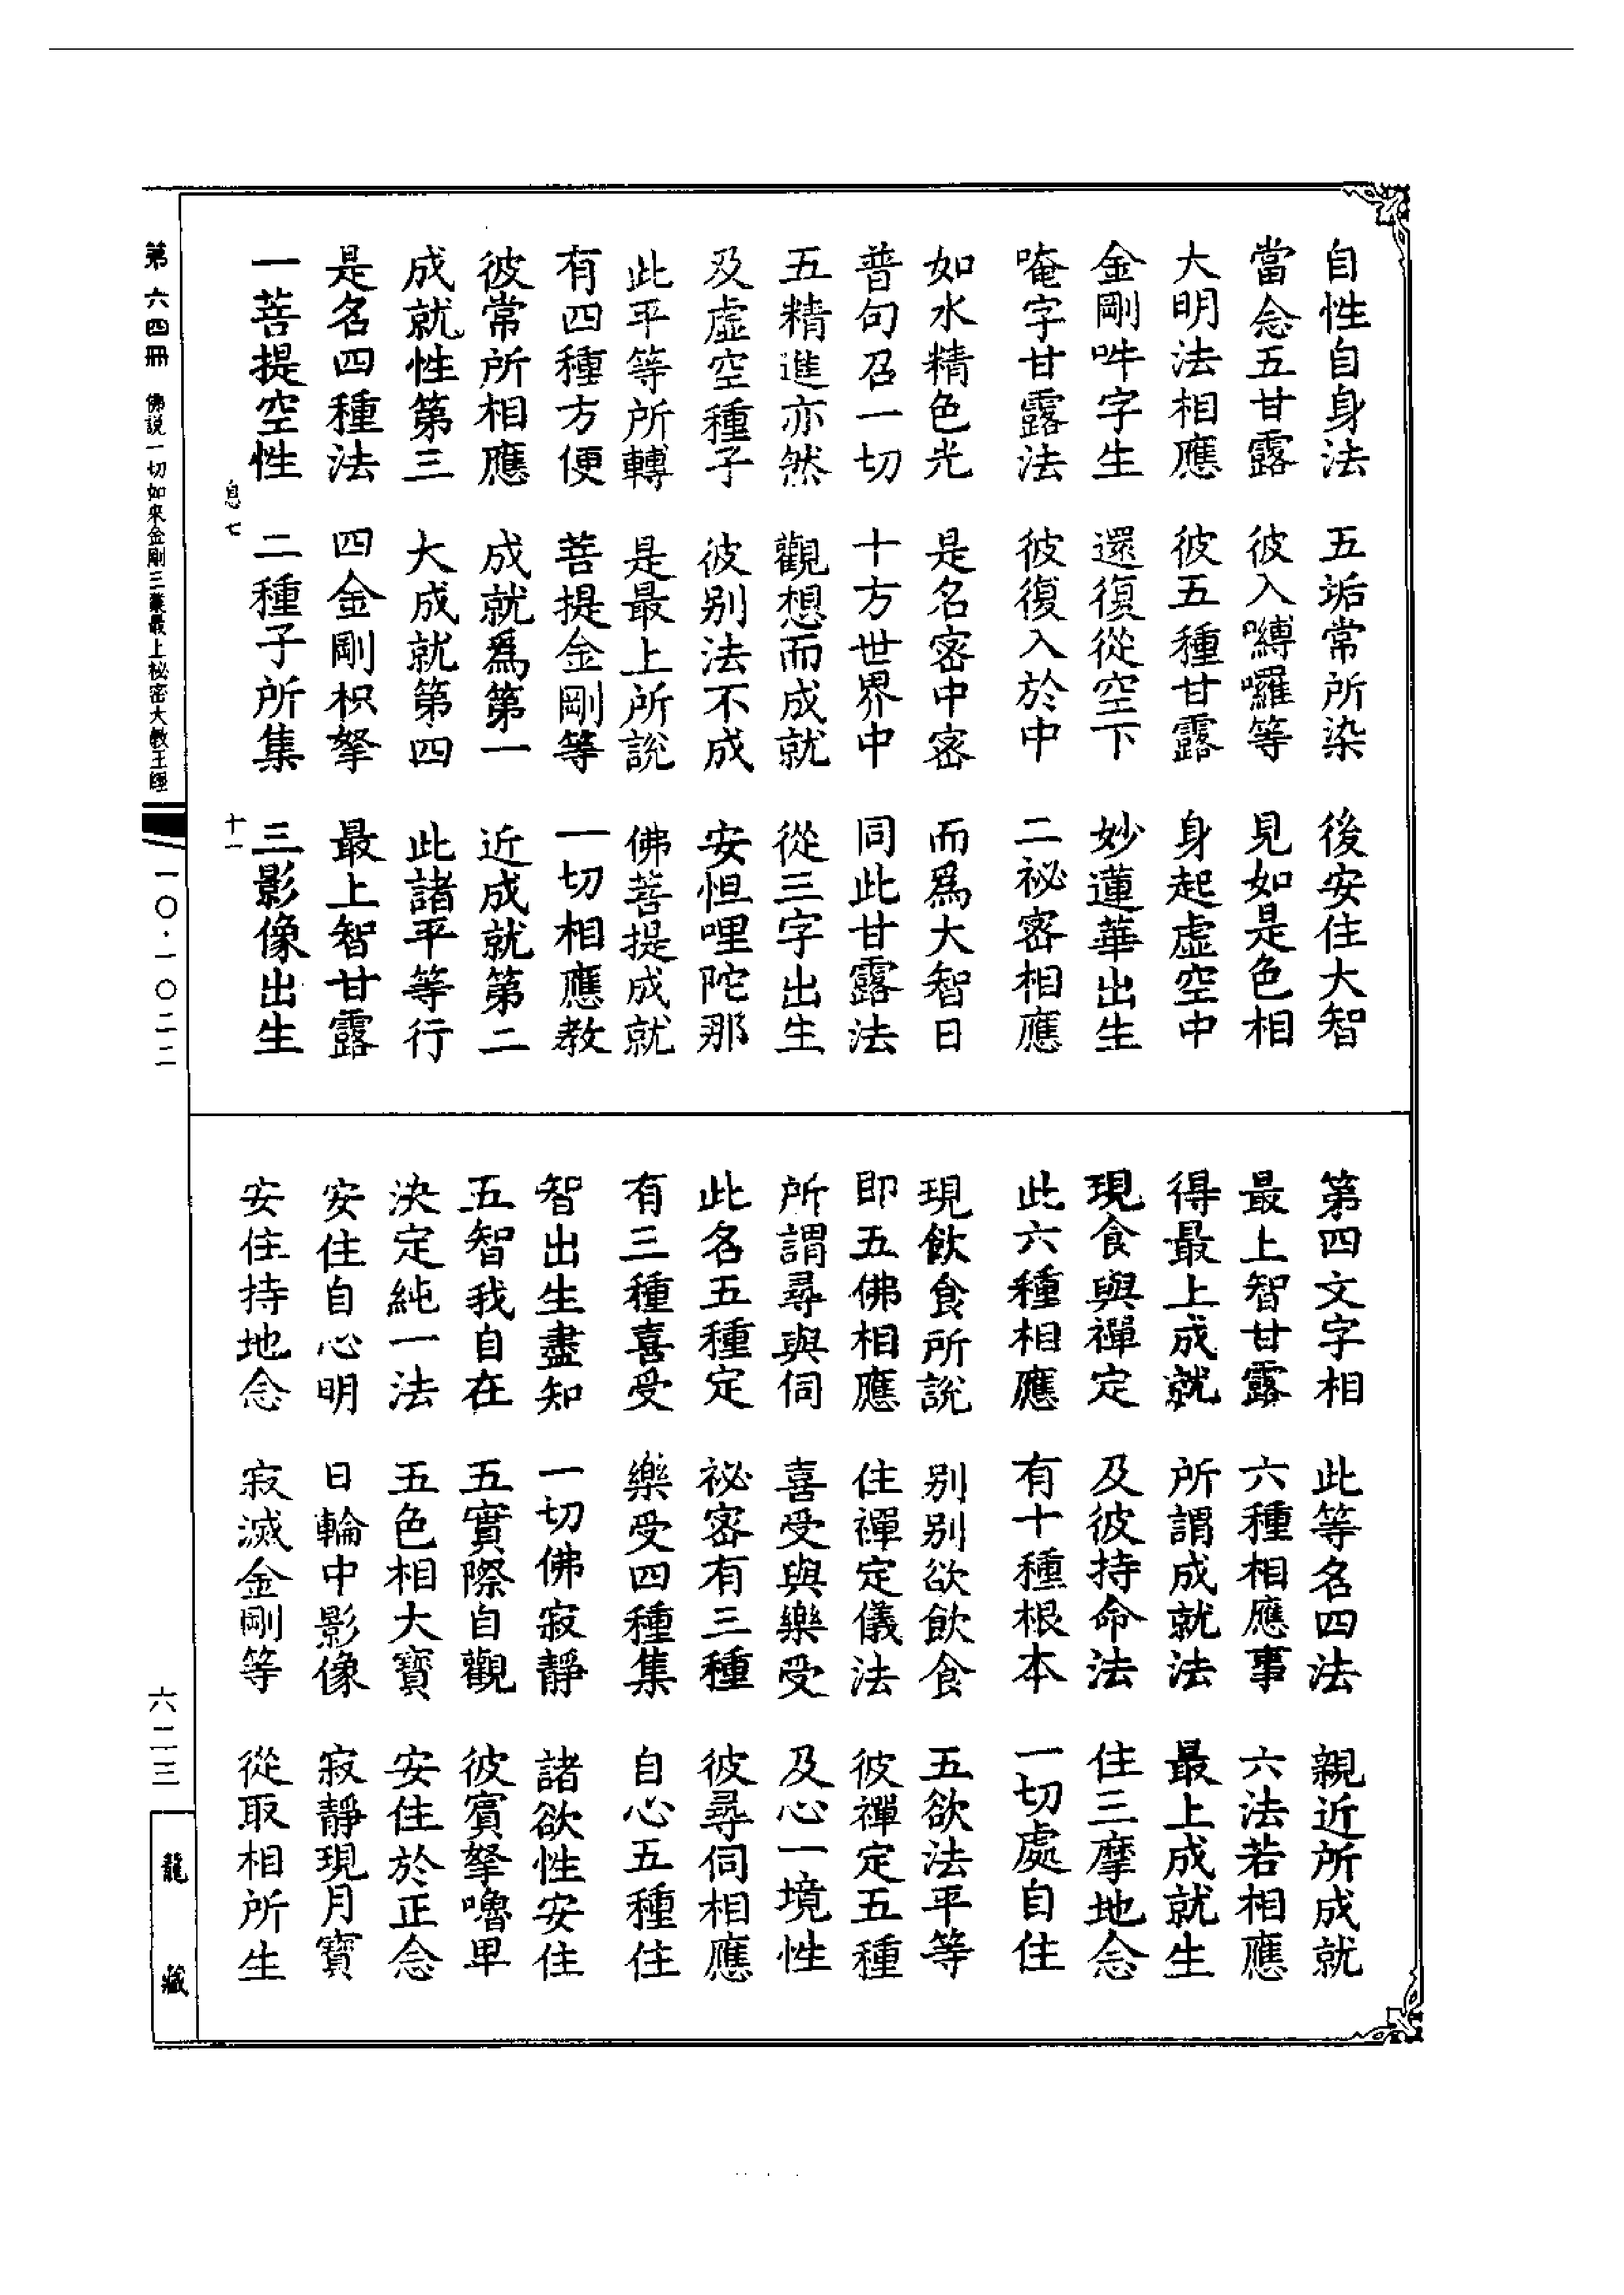 自性自身法　五垢常所染　後安住大智
當念五甘露　彼入嚩囉等　見如是色相
大明法相應　彼五種甘露　身起虛空中
金剛吽字生　還復從空下　妙蓮華出生
唵字甘露法　彼復入於中　二祕密相應
如水精色光　是名密中密　而爲大智日
普句召一切　十方世界中　同此甘露法
五精進亦然　觀想而成就　從三字出生
及虛空種子　彼别法不成　安怛哩陀那
此平等所轉　是最上所說　佛菩提成就
有四種方便　菩提金剛等　一切相應教
彼常所相應　成就爲第一　近成就第二
成就性第三　大成就第四　此諸平等行
是名四種法　四金剛枳拏　最上智甘露
一菩提空性　二種子所集　三影像出生
息七　十一
第四文字相　此等名四法　親近所成就
最上智甘露　六種相應事　六法若相應
得最上成就　所謂成就法　最上成就生
現食與禪定　及彼持命法　住三摩地念
此六種相應　有十種根本　一切處自住
現飲食所說　别别欲飲食　五欲法平等
即五佛相應　住禪定儀法　彼禪定五種
所謂尋與伺　喜受與樂受　及心一境性
此名五種定　祕密有三種　彼尋伺相應
有三種喜受　樂受四種集　自心五種住
智出生盡知　一切佛寂靜　諸欲性安住
五智我自在　五實際自觀　彼賓拏嚕卑
決定純一法　五色相大寶　安住於正念
安住自心明　日輪中影像　寂靜現月寶
安住持地念　寂滅金剛等　從取相所生
第六四冊　佛說一切如來金剛三業最上祕密大教王經
一〇·一〇二二
六二三
龍藏